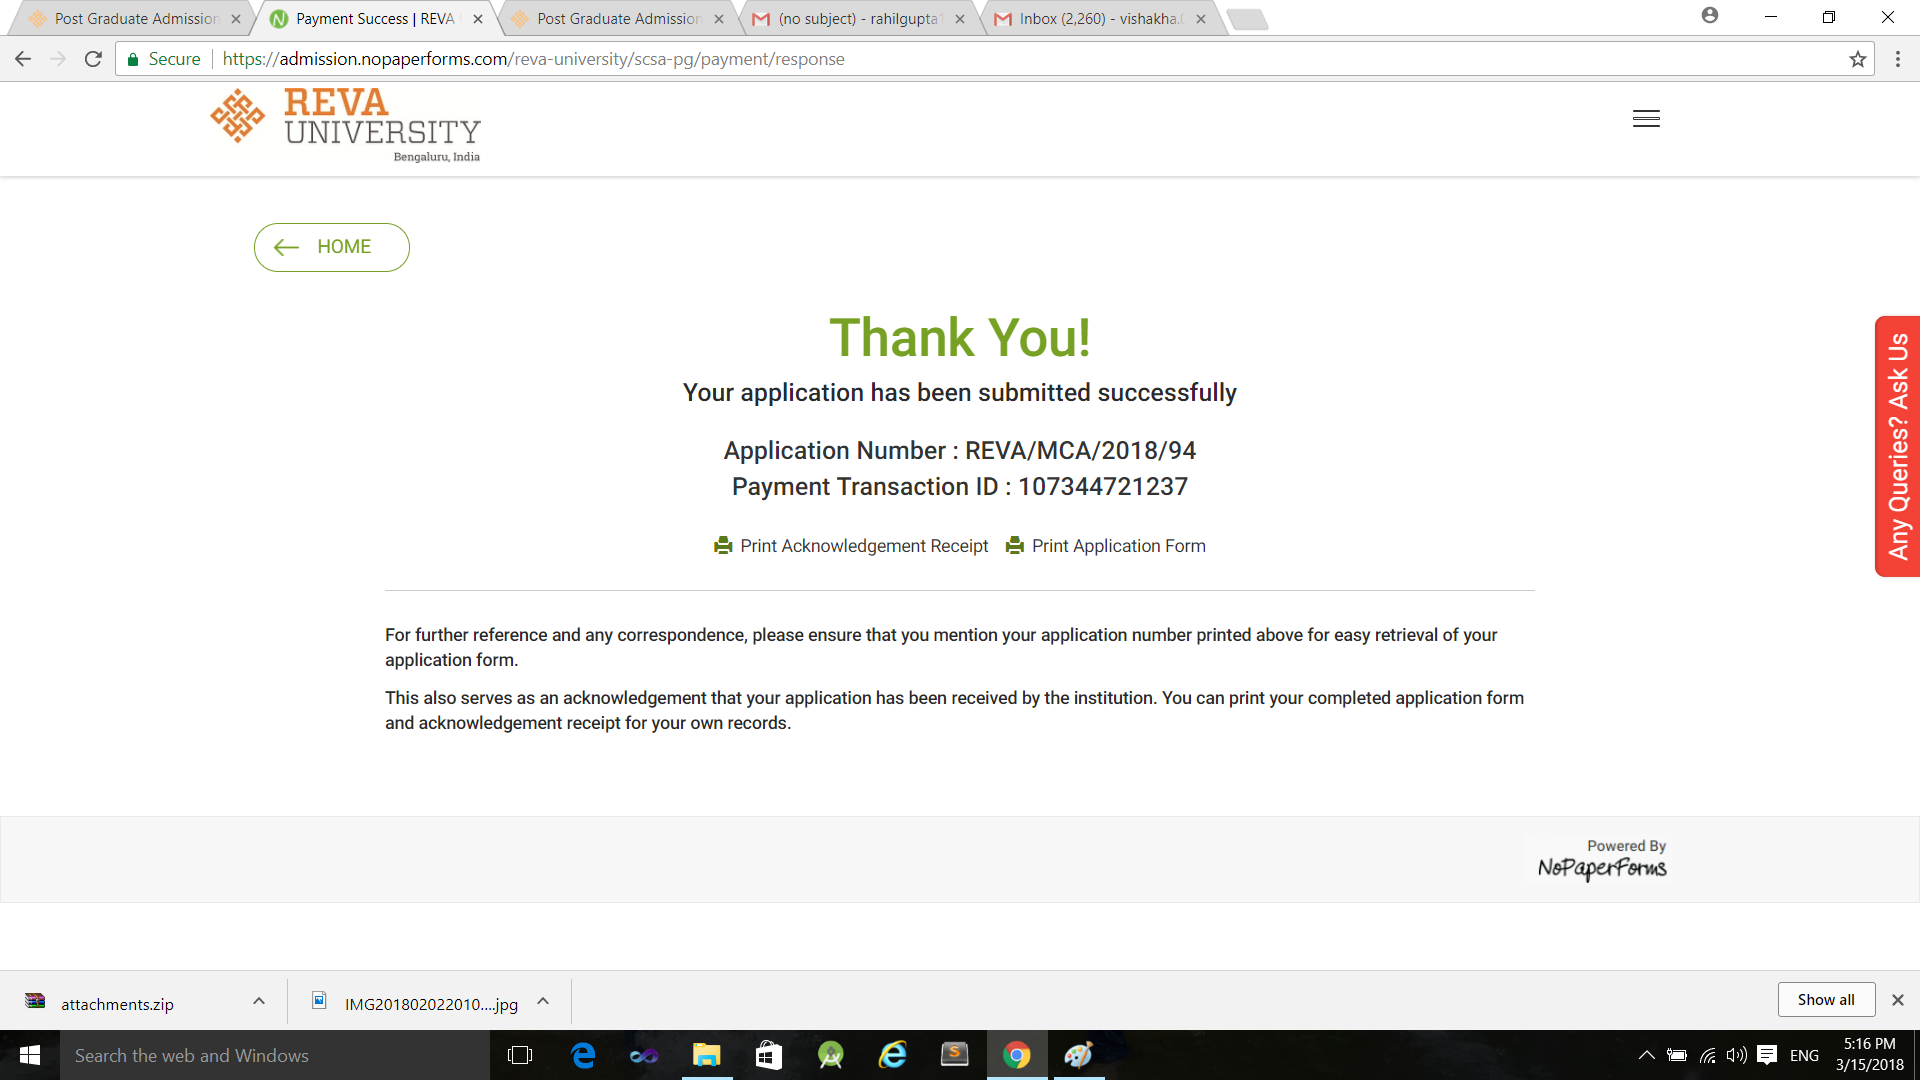 Post Graduate Admission
Payment Success | REVA
Post Graduate Admission
(no subject) - rahilgupta1
Inbox (2,260) - vishakha.
Secure
https://admission.nopaperforms.com/reva-university/scsa-pg/payment/response
REVA
UNIVERSITY
Bengaluru, India
HOME
Thank You!
Your application has been submitted successfully
Application Number : REVA/MCA/2018/94
Payment Transaction ID : 107344721237
Print Acknowledgement Receipt Print Application Form
Any Queries? Ask Us
For further reference and any correspondence, please ensure that you mention your application number printed above for easy retrieval of your
application form.
This also serves as an acknowledgement that your application has been received by the institution. You can print your completed application form
and acknowledgement receipt for your own records.
Powered By
NoPaperForms
attachments.zip
IMG201802022010....jpg
Show all
Search the web and Windows
ENG
5:16 PM
3/15/2018